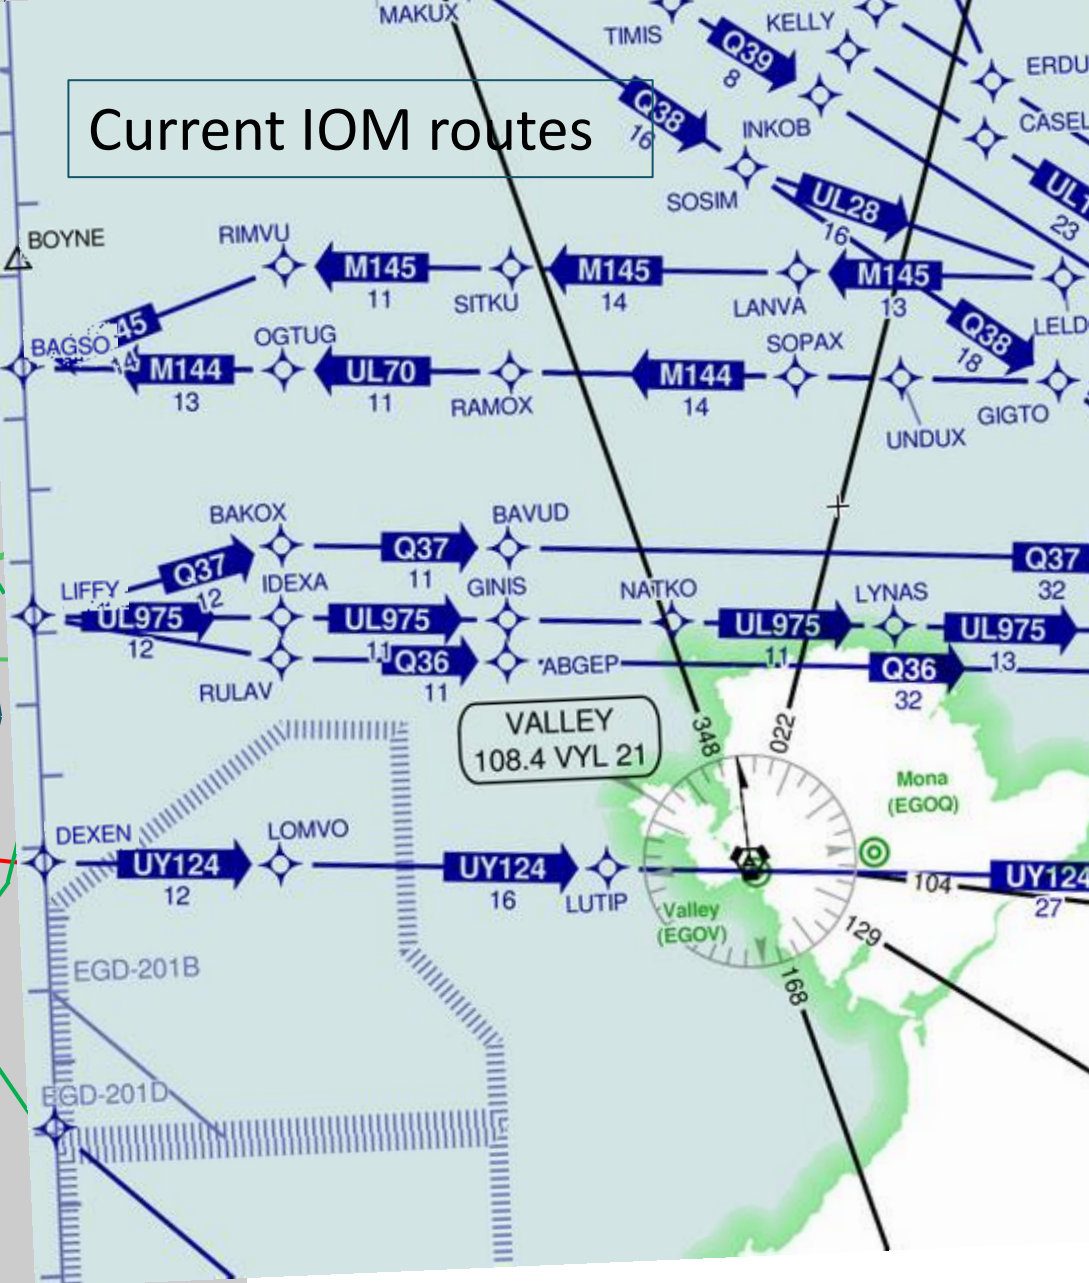 MAKUX
TIMIS
KELLY
Q39
8
ERDU
Current IOM routes
Q38
16
INKOB
CASEL
SOSIM
UL28
16
UL1
23
BOYNE
RIMVU
M145
11
SITKU
M145
14
LANVA
M145
13
Q38
18
LELD
45
14
BAGSO
OGTUG
SOPAX
M144
13
UL70
11
RAMOX
M144
14
UNDUX
GIGTO
BAKOX
BAVUD
Q37
12
Q37
11
Q37
32
LIFFY
IDEXA
GINIS
NATKO
LYNAS
UL975
12
UL975
11
UL975
11
UL975
13
RULAV
Q36
11
ABGEP
Q36
32
VALLEY
108.4 VYL 21
348
022
Mona
(EGOQ)
DEXEN
LOMVO
UY124
12
UY124
16
LUTIP
UY124
27
104
Valley
(EGOV)
129
168
EGD-201B
EGD-201D